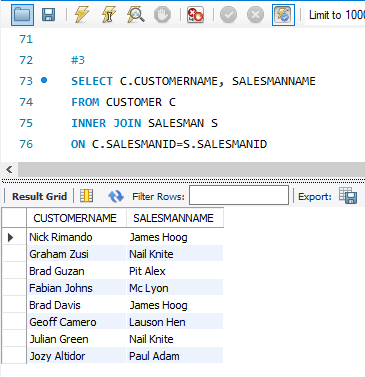 Limit to 1000
71
72 #3
73 SELECT C.CUSTOMERNAME, SALESMANNAME
74 FROM CUSTOMER C
75 INNER JOIN SALESMAN S
76 ON C.SALESMANID=S.SALESMANID
Result Grid Filter Rows: Export:
CUSTOMERNAME SALESMANNAME
Nick Rimando James Hoog
Graham Zusi Nail Knite
Brad Guzan Pit Alex
Fabian Johns Mc Lyon
Brad Davis James Hoog
Geoff Camero Lauson Hen
Julian Green Nail Knite
Jozy Altidor Paul Adam